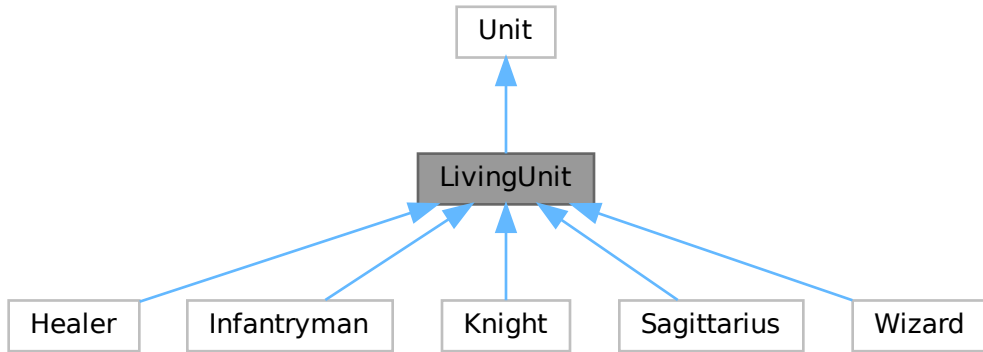 Unit
LivingUnit
Healer
Infantryman
Knight
Sagittarius
Wizard